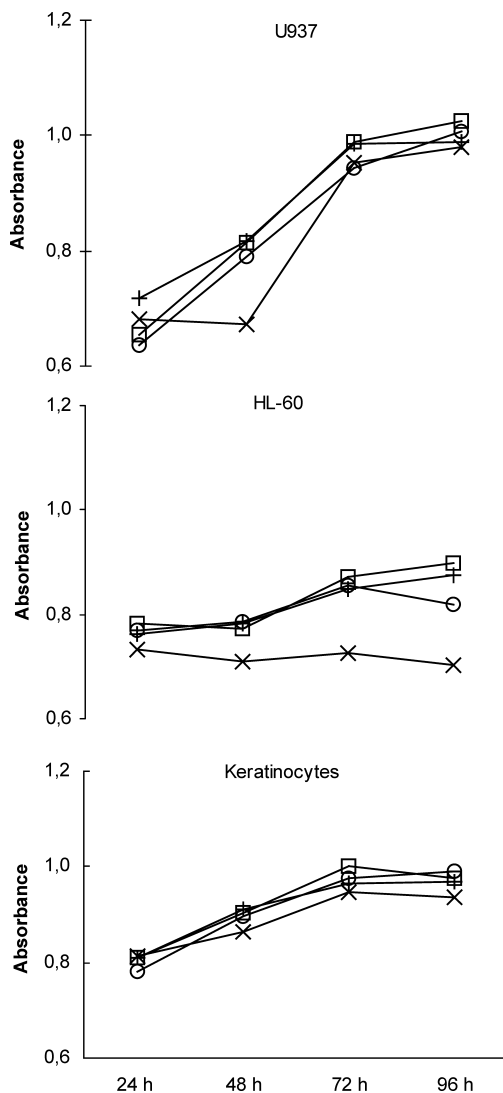 1,2
U937
1,0
Absorbance
0,8
0,6
1,2
HL-60
1,0
Absorbance
0,8
0,6
1,2
Keratinocytes
1,0
Absorbance
0,8
0,6
24 h 48 h 72 h 96 h